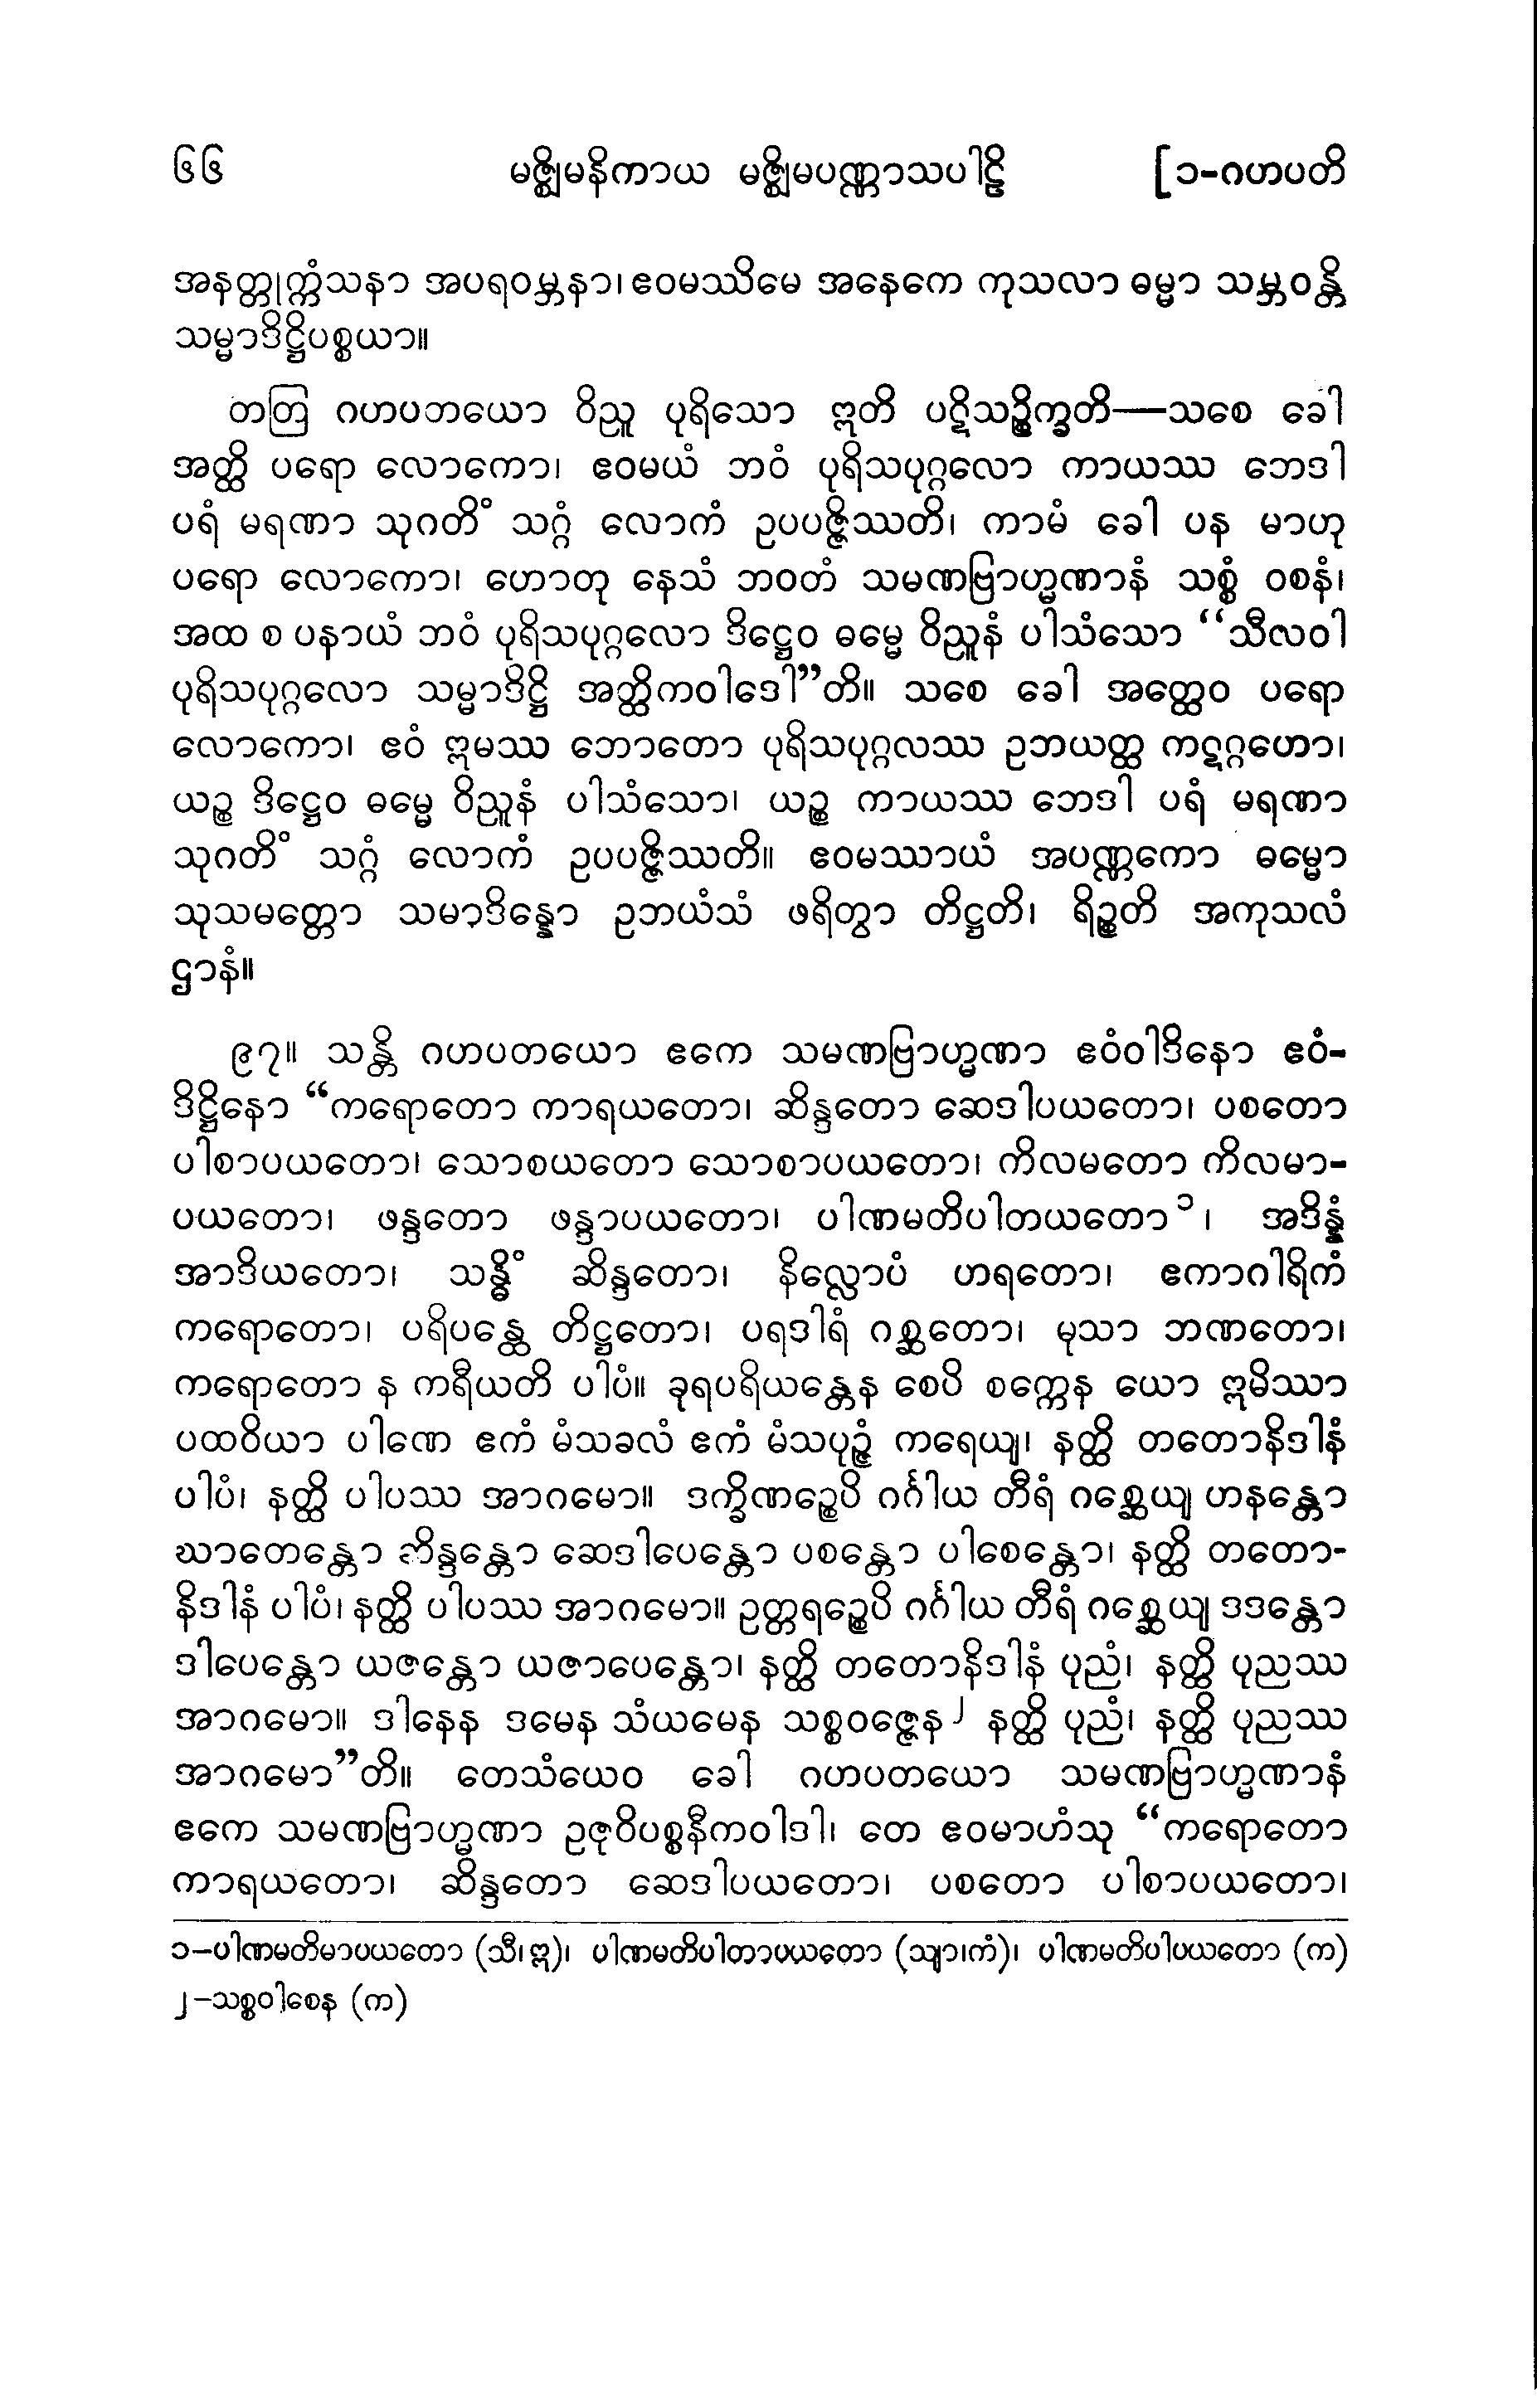 ၆၆ မဇ္ဈိမနိကာယ မဇ္ဈိမပဏ္ဏာသပါဠိ [၁-ဂဟပတိ
အနတ္တုက္ကံသနာ အပရဝမ္ဘနာ၊ ဧဝမဿိမေ အနေကေ ကုသလာ ဓမ္မာ သမ္ဘဝန္တိ
သမ္မာဒိဋ္ဌိပစ္စယာ။
တတြ ဂဟပဘယော ဝိညူ ပုရိသော ဣတိ ပဋိသဉ္စိက္ခတိ—သစေ ခေါ
အတ္ထိ ပရော လောကော၊ ဧဝမယံ ဘဝံ ပုရိသပုဂ္ဂလော ကာယဿ ဘေဒါ
ပရံ မရဏာ သုဂတိံ သဂ္ဂံ လောကံ ဥပပဇ္ဇိဿတိ၊ ကာမံ ခေါ ပန မာဟု
ပရော လောကော၊ ဟောတု နေသံ ဘဝတံ သမဏဗြာဟ္မဏာနံ သစ္စံ ဝစနံ၊
အထ စ ပနာယံ ဘဝံ ပုရိသပုဂ္ဂလော ဒိဋ္ဌေဝ ဓမ္မေ ဝိညူနံ ပါသံသော “သီလဝါ
ပုရိသပုဂ္ဂလော သမ္မာဒိဋ္ဌိ အတ္ထိကဝါဒေါ”တိ။ သစေ ခေါ အတ္ထေဝ ပရော
လောကော၊ ဧဝံ ဣမဿ ဘောတော ပုရိသပုဂ္ဂလဿ ဥဘယတ္ထ ကဋဂ္ဂဟော၊
ယဉ္စ ဒိဋ္ဌေဝ ဓမ္မေ ဝိညူနံ ပါသံသော၊ ယဉ္စ ကာယဿ ဘေဒါ ပရံ မရဏာ
သုဂတိံ သဂ္ဂံ လောကံ ဥပပဇ္ဇိဿတိ။ ဧဝမဿာယံ အပဏ္ဏကော ဓမ္မော
သုသမတ္တော သမာဒိန္နော ဥဘယံသံ ဖရိတွာ တိဋ္ဌတိ၊ ရိဉ္စတိ အကုသလံ
ဌာနံ။
၉၇။ သန္တိ ဂဟပတယော ဧကေ သမဏဗြာဟ္မဏာ ဧဝံဝါဒိနော ဧဝံ-
ဒိဋ္ဌိနော “ကရောတော ကာရယတော၊ ဆိန္ဒတော ဆေဒါပယတော၊ ပစတော
ပါစာပယတော၊ သောစယတော သောစာပယတော၊ ကိလမတော ကိလမာ-
ပယတော၊ ဖန္ဒတော ဖန္ဒာပယတော၊ ပါဏမတိပါတယတော၁၊ အဒိန္နံ
အာဒိယတော၊ သန္ဓိံ ဆိန္ဒတော၊ နိလ္လောပံ ဟရတော၊ ဧကာဂါရိကံ
ကရောတော၊ ပရိပန္ထေ တိဋ္ဌတော၊ ပရဒါရံ ဂစ္ဆတော၊ မုသာ ဘဏတော၊
ကရောတော န ကရီယတိ ပါပံ။ ခုရပရိယန္တေန စေပိ စက္ကေန ယော ဣမိဿာ
ပထဝိယာ ပါဏေ ဧကံ မံသခလံ ဧကံ မံသပုဉ္ဇံ ကရေယျ၊ နတ္ထိ တတောနိဒါနံ
ပါပံ၊ နတ္ထိ ပါပဿ အာဂမော။ ဒက္ခိဏဉ္စေပိ ဂင်္ဂါယ တီရံ ဂစ္ဆေယျ ဟနန္တော
ဃာတေန္တော ဆိန္ဒန္တော ဆေဒါပေန္တော ပစန္တော ပါစေန္တော၊ နတ္ထိ တတော-
နိဒါနံ ပါပံ၊ နတ္ထိ ပါပဿ အာဂမော။ ဥတ္တရဉ္စေပိ ဂင်္ဂါယ တီရံ ဂစ္ဆေယျ ဒဒန္တော
ဒါပေန္တော ယဇန္တော ယဇာပေန္တော၊ နတ္ထိ တတောနိဒါနံ ပုညံ၊ နတ္ထိ ပုညဿ
အာဂမော။ ဒါနေန ဒမေန သံယမေန သစ္စဝဇ္ဇေန၂ နတ္ထိ ပုညံ၊ နတ္ထိ ပုညဿ
အာဂမော”တိ။ တေသံယေဝ ခေါ ဂဟပတယော သမဏဗြာဟ္မဏာနံ
ဧကေ သမဏဗြာဟ္မဏာ ဥဇုဝိပစ္စနီကဝါဒါ၊ တေ ဧဝမာဟံသု “ကရောတော
ကာရယတော၊ ဆိန္ဒတော ဆေဒါပယတော၊ ပစတော ပါစာပယတော၊
၁-ပါဏမတိမာပယတော (သီ၊ ဣ)၊ ပါဏမတိပါတာပယတော (သျာ၊ကံ)၊ ပါဏမတိပါပယတော (က)
၂-သစ္စဝါစေန (က)